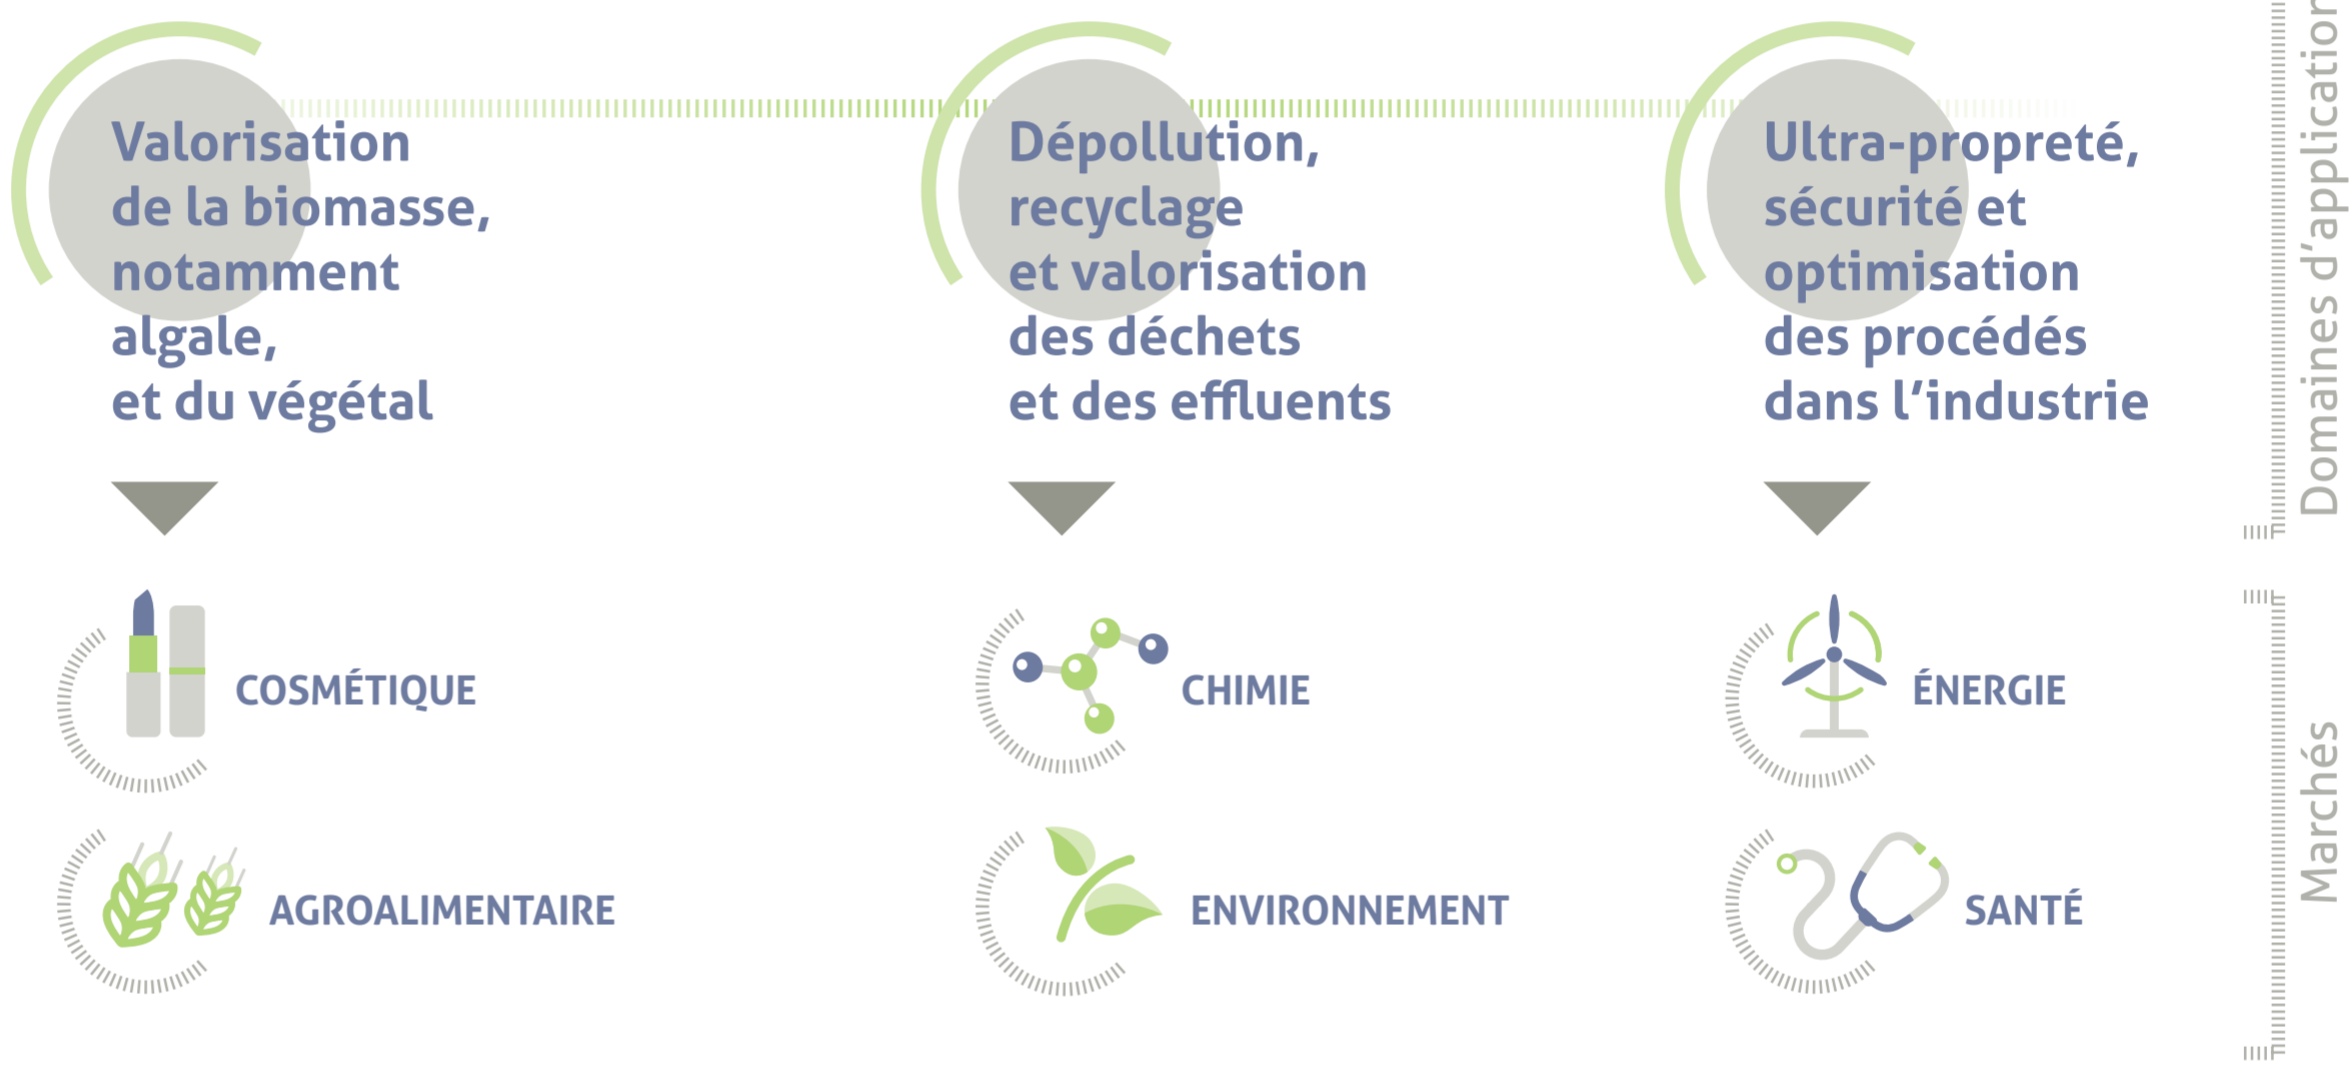 Valorisation
de la biomasse,
notamment
algale,
et du végétal
Dépollution,
recyclage
et valorisation
des déchets
et des effluents
Ultra-propreté,
sécurité et
optimisation
des procédés
dans l'industrie
Domaines d'application
COSMÉTIQUE
CHIMIE
ÉNERGIE
AGROALIMENTAIRE
ENVIRONNEMENT
SANTÉ
Marchés